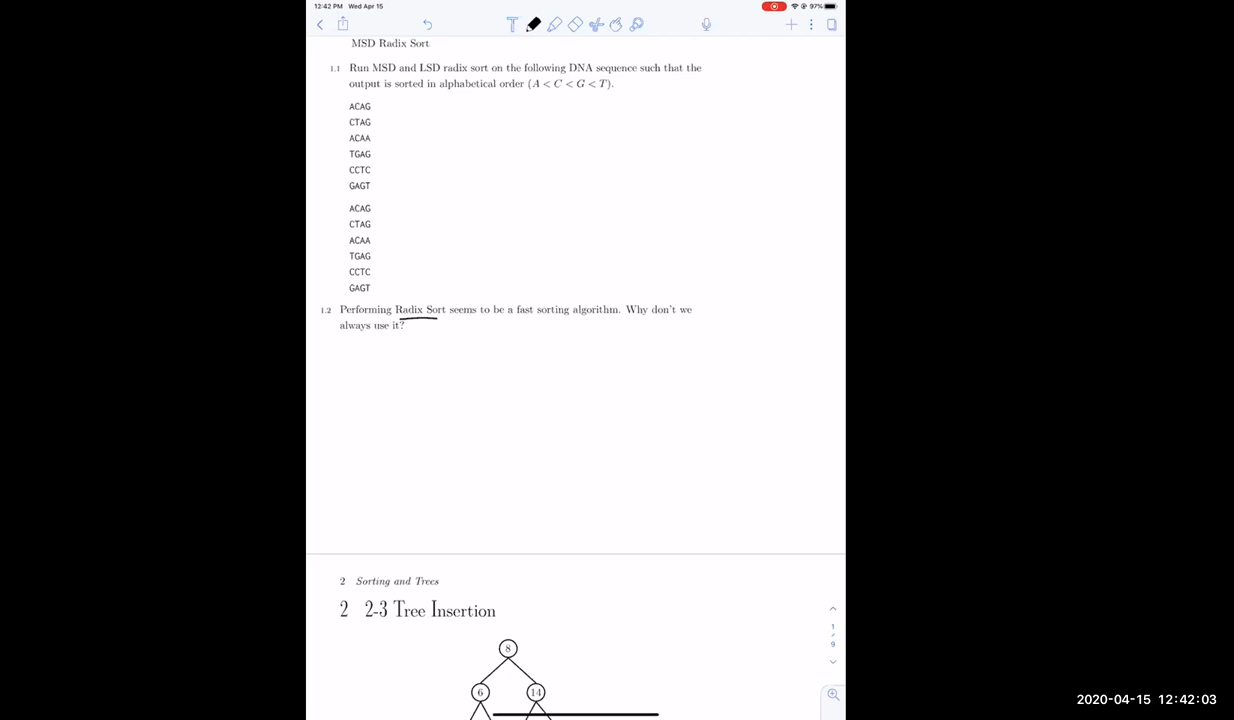 12:42 PM Wed Apr 15
97%
MSD Radix Sort
1.1 Run MSD and LSD radix sort on the following DNA sequence such that the
output is sorted in alphabetical order (A < C < G < T).
ACAG
CTAG
ACAA
TGAG
CCTC
GAGT
ACAG
CTAG
ACAA
TGAG
CCTC
GAGT
1.2 Performing Radix Sort seems to be a fast sorting algorithm. Why don't we
always use it?
2 Sorting and Trees
2 2-3 Tree Insertion
8
6 14
1
/
9
2020-04-15 12:42:03